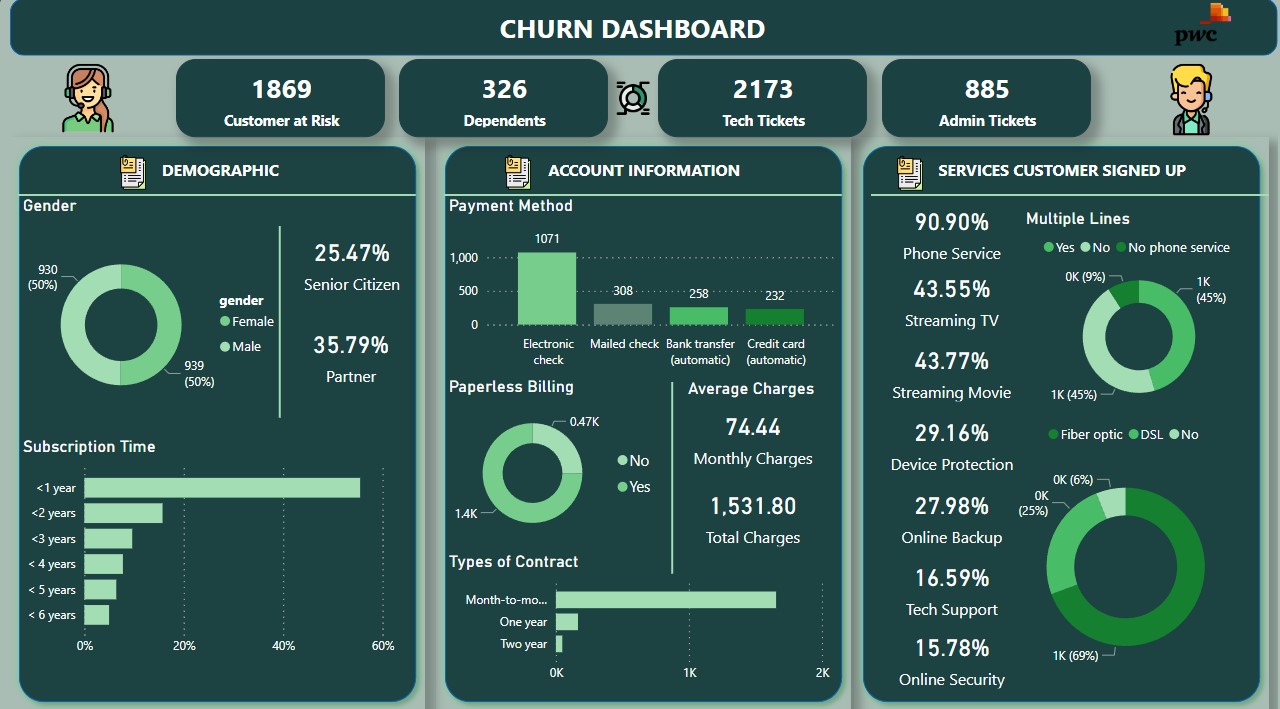 CHURN DASHBOARD
pwc
1869
Customer at Risk
326
Dependents
2173
Tech Tickets
885
Admin Tickets
DEMOGRAPHIC
Gender
930
(50%)
939
(50%)
gender
Female
Male
25.47%
Senior Citizen
35.79%
Partner
Subscription Time
<1 year
<2 years
<3 years
< 4 years
< 5 years
< 6 years
0%
20%
40%
60%
ACCOUNT INFORMATION
Payment Method
1,000
500
0
1071
308
258
232
Electronic
check
Mailed check
Bank transfer
(automatic)
Credit card
(automatic)
Paperless Billing
0.47K
1.4K
No
Yes
Average Charges
74.44
Monthly Charges
1,531.80
Total Charges
Types of Contract
Month-to-mo...
One year
Two year
0K
1K
2K
SERVICES CUSTOMER SIGNED UP
90.90%
Phone Service
43.55%
Streaming TV
43.77%
Streaming Movie
29.16%
Device Protection
27.98%
Online Backup
16.59%
Tech Support
15.78%
Online Security
Multiple Lines
Yes
No
No phone service
0K (9%)
1K
(45%)
1K (45%)
Fiber optic
DSL
No
0K (6%)
0K
(25%)
1K (69%)